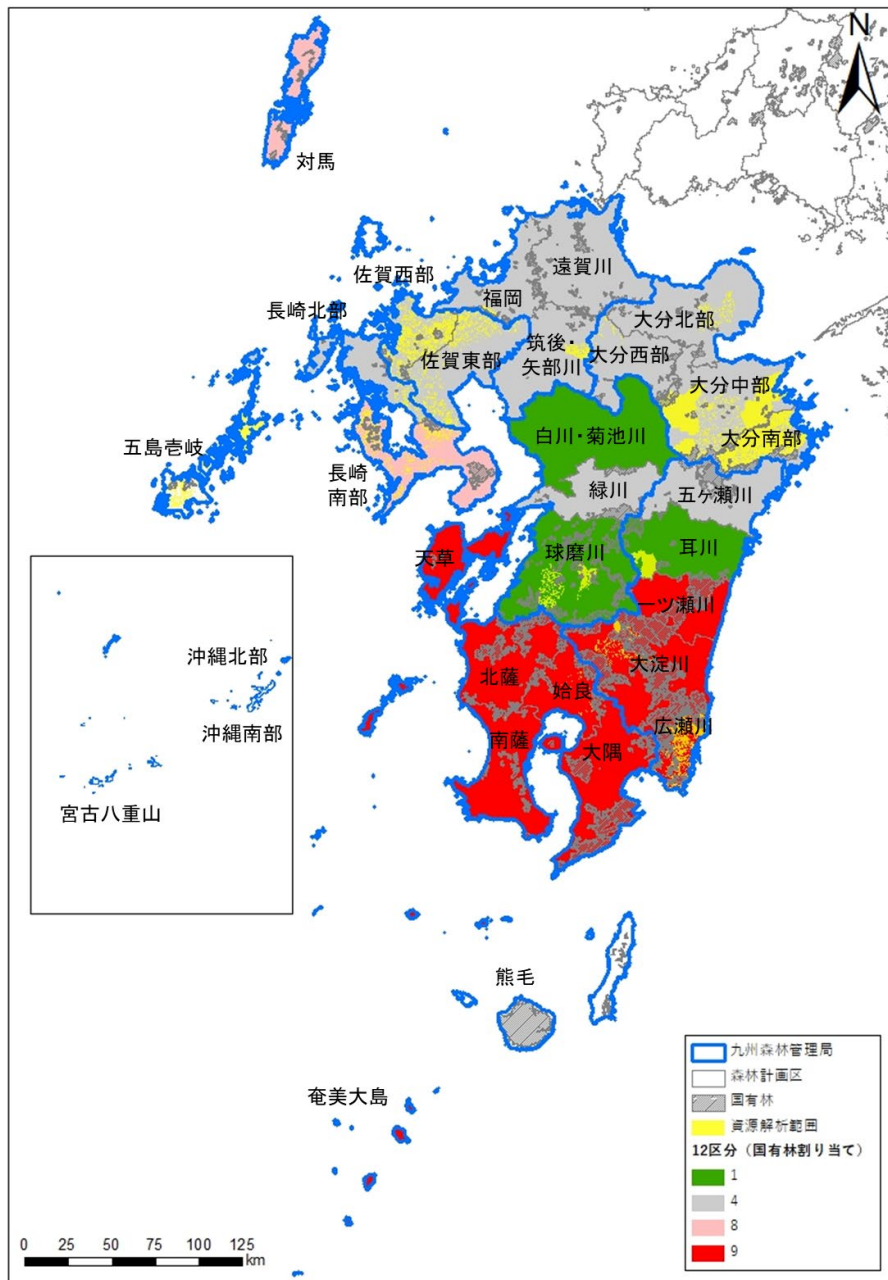 N
対馬
佐賀西部
遠賀川
長崎北部
福岡
大分北部
筑後・
矢部川
大分西部
佐賀東部
大分中部
白川・菊池川
大分南部
五島壱岐
長崎
南部
緑川
五ヶ瀬川
天草
球磨川
耳川
一ツ瀬川
沖縄北部
北薩
大淀川
姶良
沖縄南部
南薩
大隅
広瀬川
宮古八重山
熊毛
奄美大島
九州森林管理局
森林計画区
国有林
資源解析範囲
12区分(国有林割り当て)
1
4
8
9
0 25 50 75 100 125
km